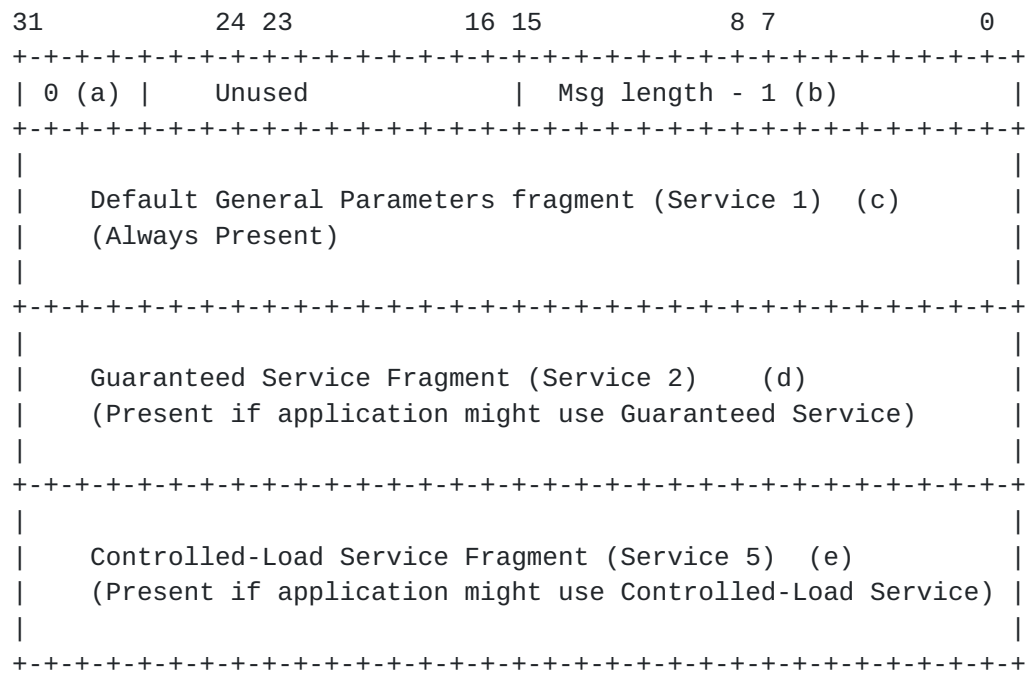 31           24 23           16 15            8 7             0
+-+-+-+-+-+-+-+-+-+-+-+-+-+-+-+-+-+-+-+-+-+-+-+-+-+-+-+-+-+-+-+-+
| 0 (a) |    Unused             |  Msg length - 1 (b)           |
+-+-+-+-+-+-+-+-+-+-+-+-+-+-+-+-+-+-+-+-+-+-+-+-+-+-+-+-+-+-+-+-+
|                                                               |
|    Default General Parameters fragment (Service 1)  (c)       |
|    (Always Present)                                           |
|                                                               |
+-+-+-+-+-+-+-+-+-+-+-+-+-+-+-+-+-+-+-+-+-+-+-+-+-+-+-+-+-+-+-+-+
|                                                               |
|    Guaranteed Service Fragment (Service 2)    (d)             |
|    (Present if application might use Guaranteed Service)      |
|                                                               |
+-+-+-+-+-+-+-+-+-+-+-+-+-+-+-+-+-+-+-+-+-+-+-+-+-+-+-+-+-+-+-+-+
|                                                               |
|    Controlled-Load Service Fragment (Service 5)  (e)          |
|    (Present if application might use Controlled-Load Service) |
|                                                               |
+-+-+-+-+-+-+-+-+-+-+-+-+-+-+-+-+-+-+-+-+-+-+-+-+-+-+-+-+-+-+-+-+